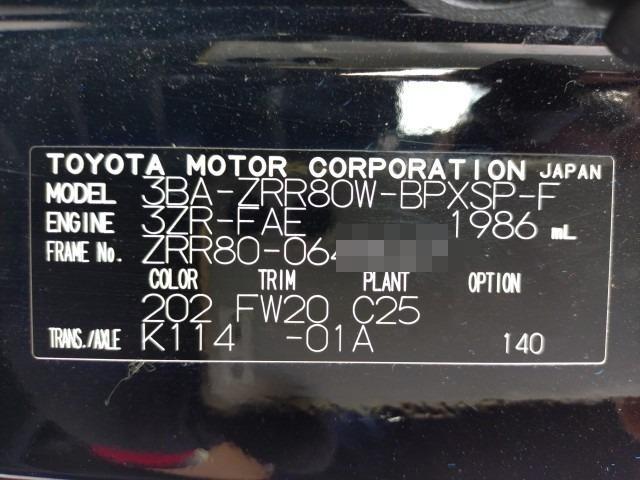 TOYOTA MOTOR CORPORATION JAPAN
MODEL 3BA-ZRR80W-BPXSP-F
ENGINE 3ZR-FAE 1986 mL
FRAME No. ZRR80-064
COLOR TRIM PLANT OPTION
202 FW20 C25
TRANS./AXLE K114 -01A 140